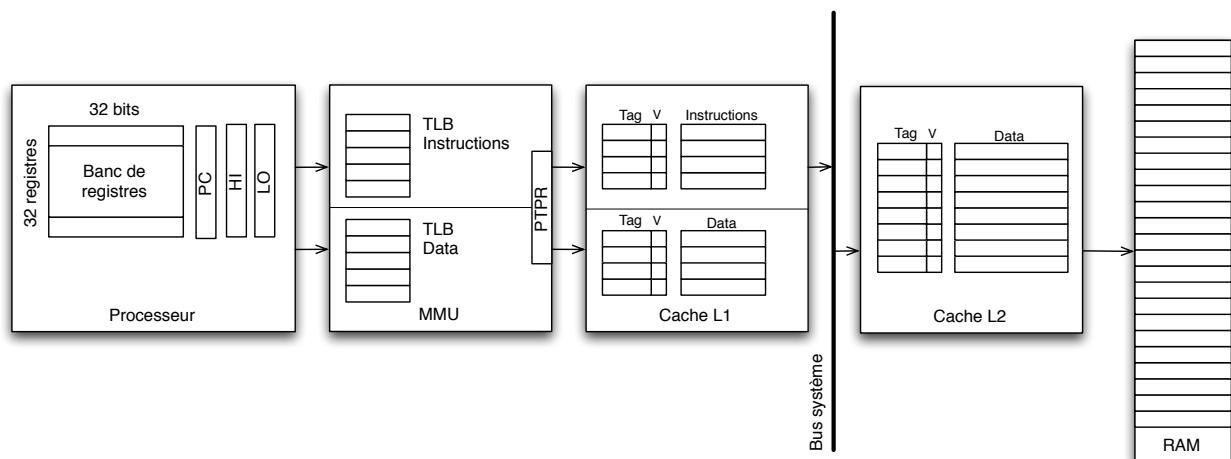 32 bits
32 registres
Banc de
registres
PC
HI
LO
Processeur
TLB
Instructions
TLB
Data
PTPR
MMU
Tag V Instructions
Tag V Data
Cache L1
Bus système
Tag V Data
Cache L2
RAM